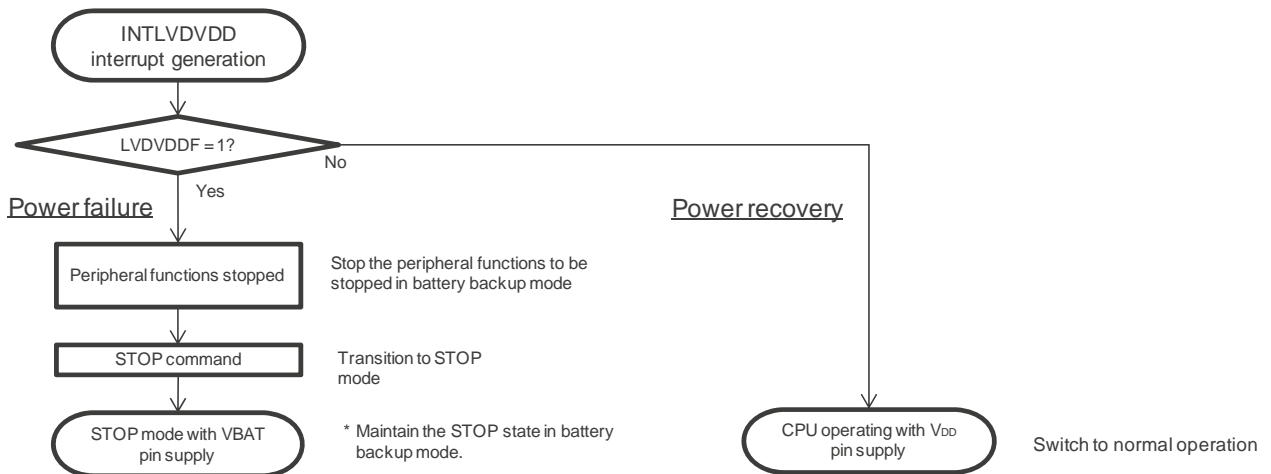 INTLVDVDD
interrupt generation
LVDVDDF = 1?
No
Yes
Power failure
Power recovery
Peripheral functions stopped
Stop the peripheral functions to be
stopped in battery backup mode
STOP command
Transition to STOP
mode
STOP mode with VBAT
pin supply
* Maintain the STOP state in battery
backup mode.
CPU operating with VDD
pin supply
Switch to normal operation